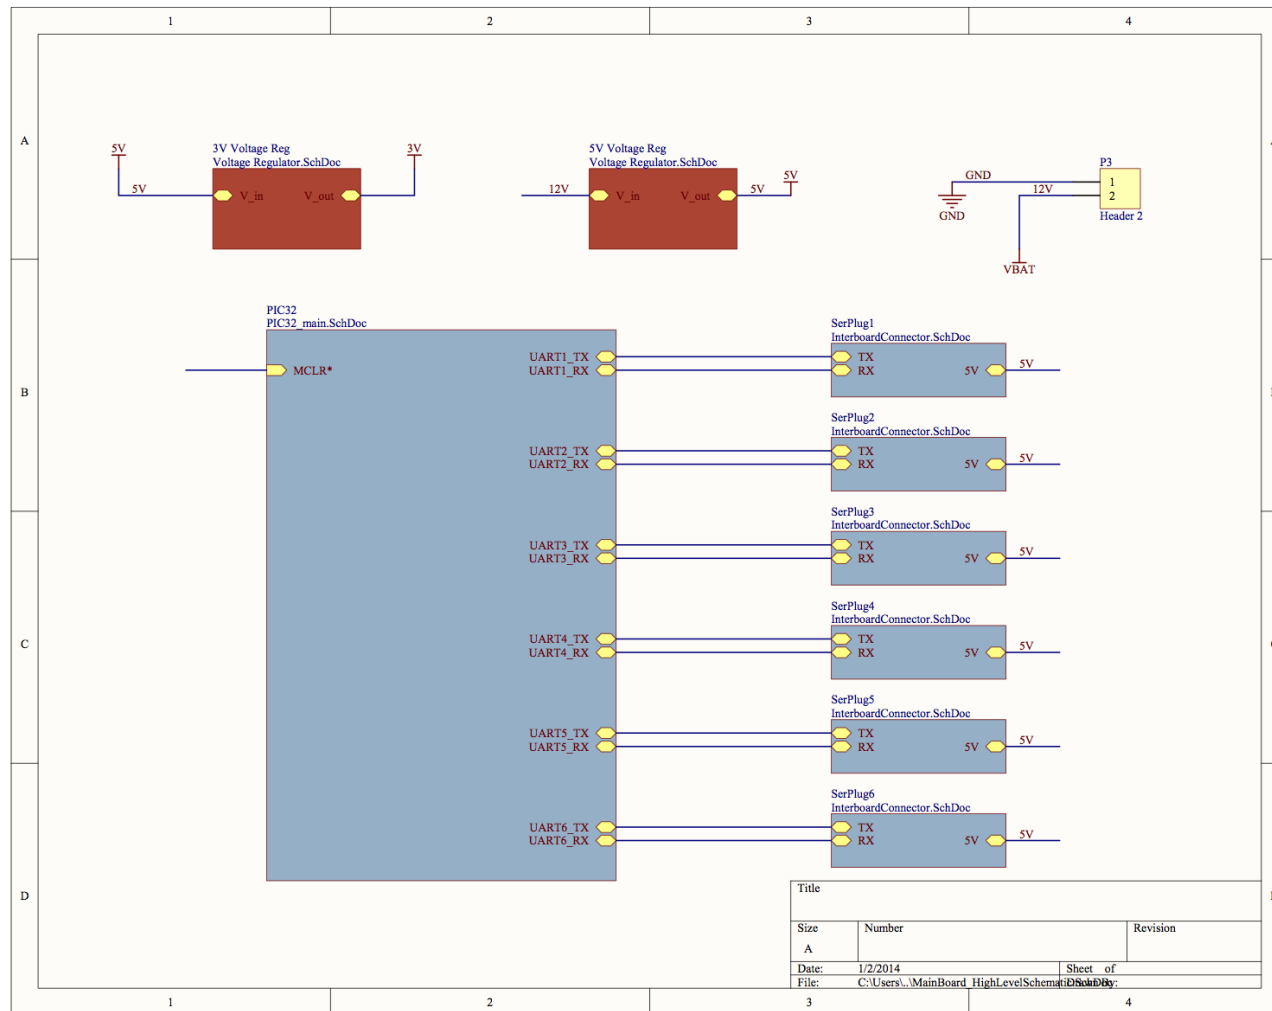 1 2 3 4
A
5V
3V Voltage Reg
Voltage Regulator.SchDoc
3V
5V
V_in V_out
5V Voltage Reg
Voltage Regulator.SchDoc
5V
12V
V_in V_out
5V
P3
GND
1
12V
2
GND
Header 2
VBAT
PIC32
PIC32_main.SchDoc
MCLR*
UART1_TX
UART1_RX
SerPlug1
InterboardConnector.SchDoc
TX
RX
5V
5V
B
UART2_TX
UART2_RX
SerPlug2
InterboardConnector.SchDoc
TX
RX
5V
5V
UART3_TX
UART3_RX
SerPlug3
InterboardConnector.SchDoc
TX
RX
5V
5V
C
UART4_TX
UART4_RX
SerPlug4
InterboardConnector.SchDoc
TX
RX
5V
5V
UART5_TX
UART5_RX
SerPlug5
InterboardConnector.SchDoc
TX
RX
5V
5V
UART6_TX
UART6_RX
SerPlug6
InterboardConnector.SchDoc
TX
RX
5V
5V
D
Title
Size
A
Number
Revision
Date: 1/2/2014 Sheet of
File: C:\Users\..\MainBoard_HighLevelSchemati By:
1 2 3 4